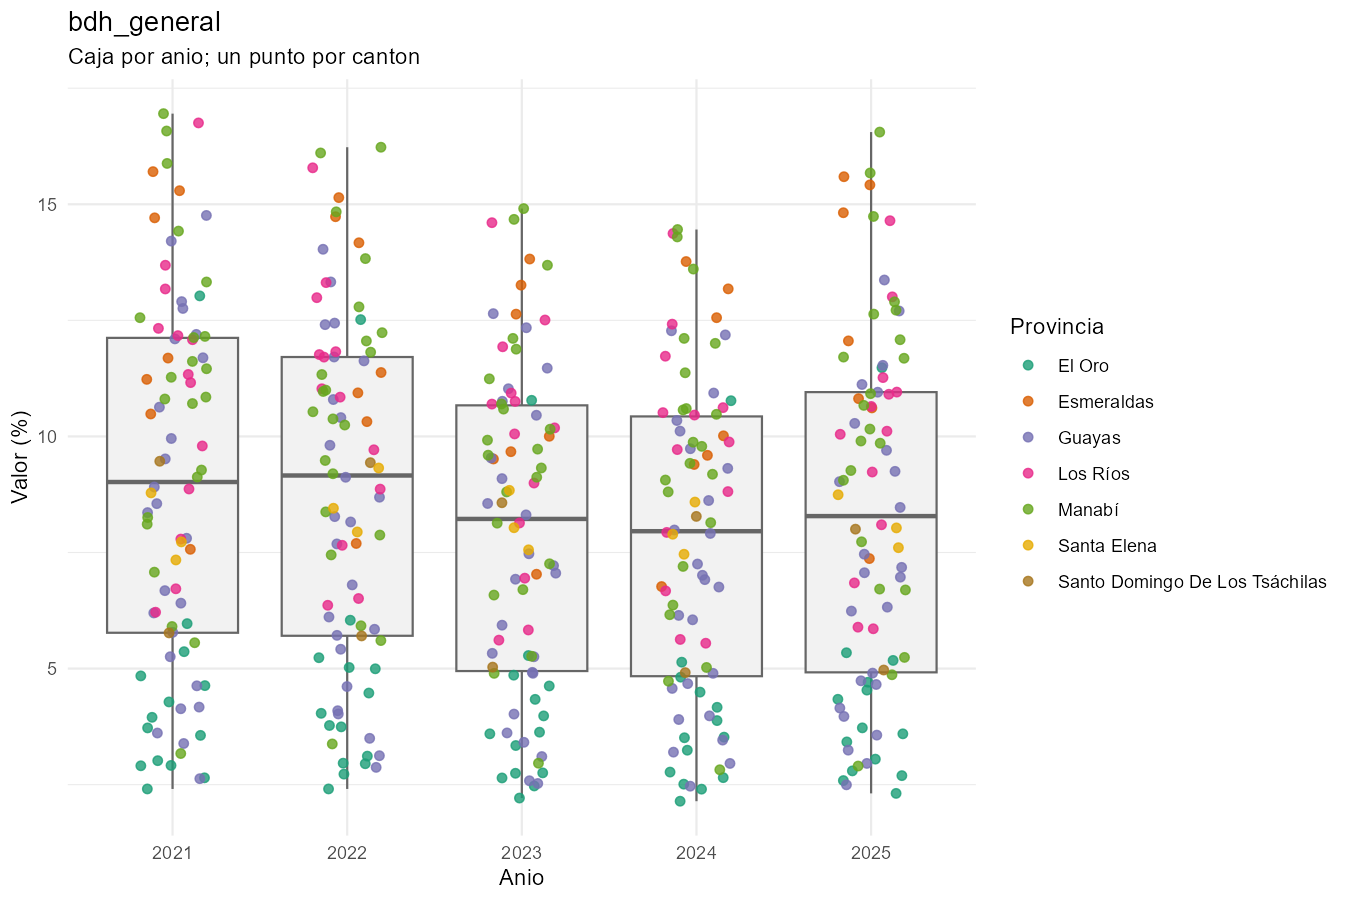 bdh_general
Caja por anio; un punto por canton
Valor (%)
15
10
5
2021
2022
2023
2024
2025
Anio
Provincia
El Oro
Esmeraldas
Guayas
Los Ríos
Manabí
Santa Elena
Santo Domingo De Los Tsáchilas